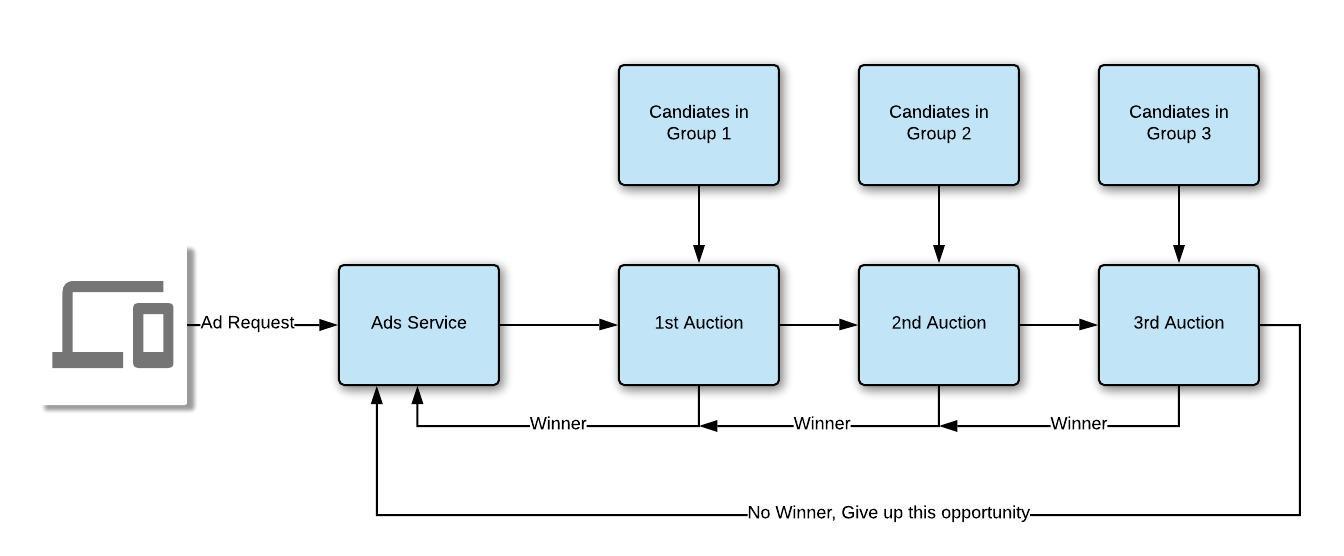 Candiates in
Group 1
Candiates in
Group 2
Candiates in
Group 3
Ad Request
Ads Service
1st Auction
2nd Auction
3rd Auction
Winner
Winner
Winner
No Winner, Give up this opportunity